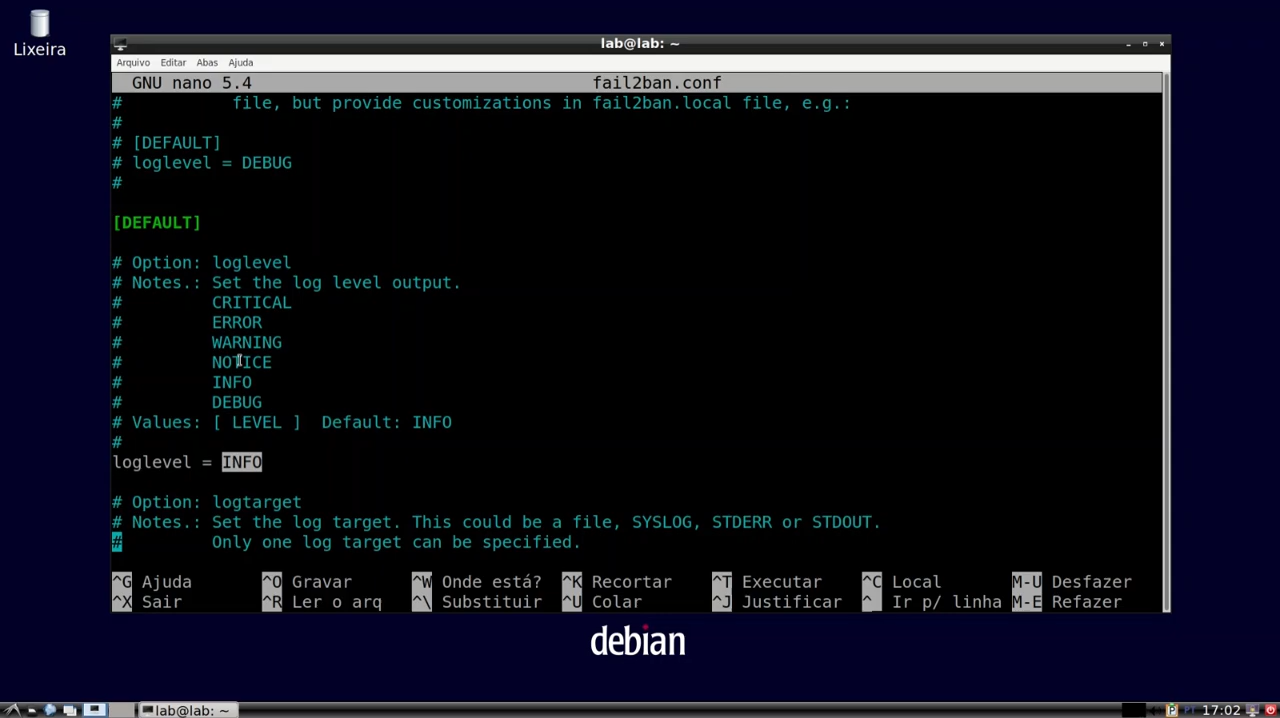 Lixeira
lab@lab: ~
Arquivo Editar Abas Ajuda
GNU nano 5.4 fail2ban.conf
# file, but provide customizations in fail2ban.local file, e.g.:
#
# [DEFAULT]
# loglevel = DEBUG
#
[DEFAULT]
# Option: loglevel
# Notes.: Set the log level output.
# CRITICAL
# ERROR
# WARNING
# NOTICE
# INFO
# DEBUG
# Values: [ LEVEL ] Default: INFO
#
loglevel = INFO
# Option: logtarget
# Notes.: Set the log target. This could be a file, SYSLOG, STDERR or STDOUT.
# Only one log target can be specified.
^G Ajuda ^O Gravar ^W Onde está? ^K Recortar ^T Executar ^C Local M-U Desfazer
^X Sair ^R Ler o arq ^\ Substituir ^U Colar ^J Justificar ^_ Ir p/ linha M-E Refazer
debian
lab@lab: ~ PT 17:02